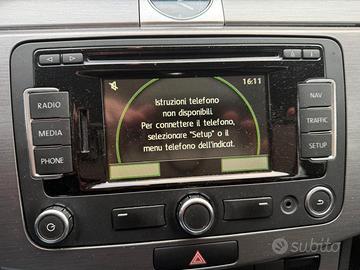 16:11
Istruzioni telefono
non disponibili
Per connettere il telefono,
selezionare "Setup" o il
menu telefono dell'indicat.
RADIO
MEDIA
PHONE
NAV
TRAFFIC
SETUP
subito